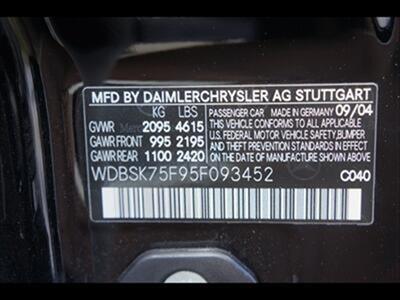 MFD BY DAIMLERCHRYSLER AG STUTTGART
KG LBS PASSENGER CAR MADE IN GERMANY 09/04
GVWR 2095 4615 THIS VEHICLE CONFORMS TO ALL APPLICABLE
GAWR FRONT 995 2195 U.S. FEDERAL MOTOR VEHICLE SAFETY, BUMPER
AND THEFT PREVENTION STANDARDS IN EFFECT
GAWR REAR 1100 2420 ON THE DATE OF MANUFACTURE SHOWN ABOVE
WDBSK75F95F093452 C040